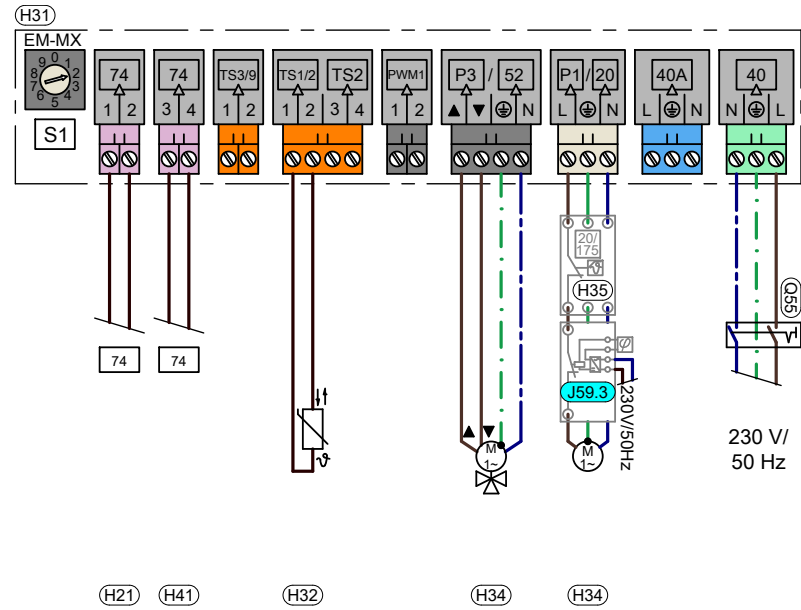 H31
EM-MX
0 1 2 3 4 5 6 7 8 9
S1
74
1 2
74
3 4
TS3/9
1 2
TS1/2 TS2
1 2 3 4
PWM1
1 2
P3 / 52
▲ ▼ N
P1 / 20
L N
40A
L N
40
N L
20/
175
H35
Q55
φ
J59.3
230V/50Hz
74
74
ϑ
▲ ▼
M
1~
M
1~
230 V/
50 Hz
H21
H41
H32
H34
H34